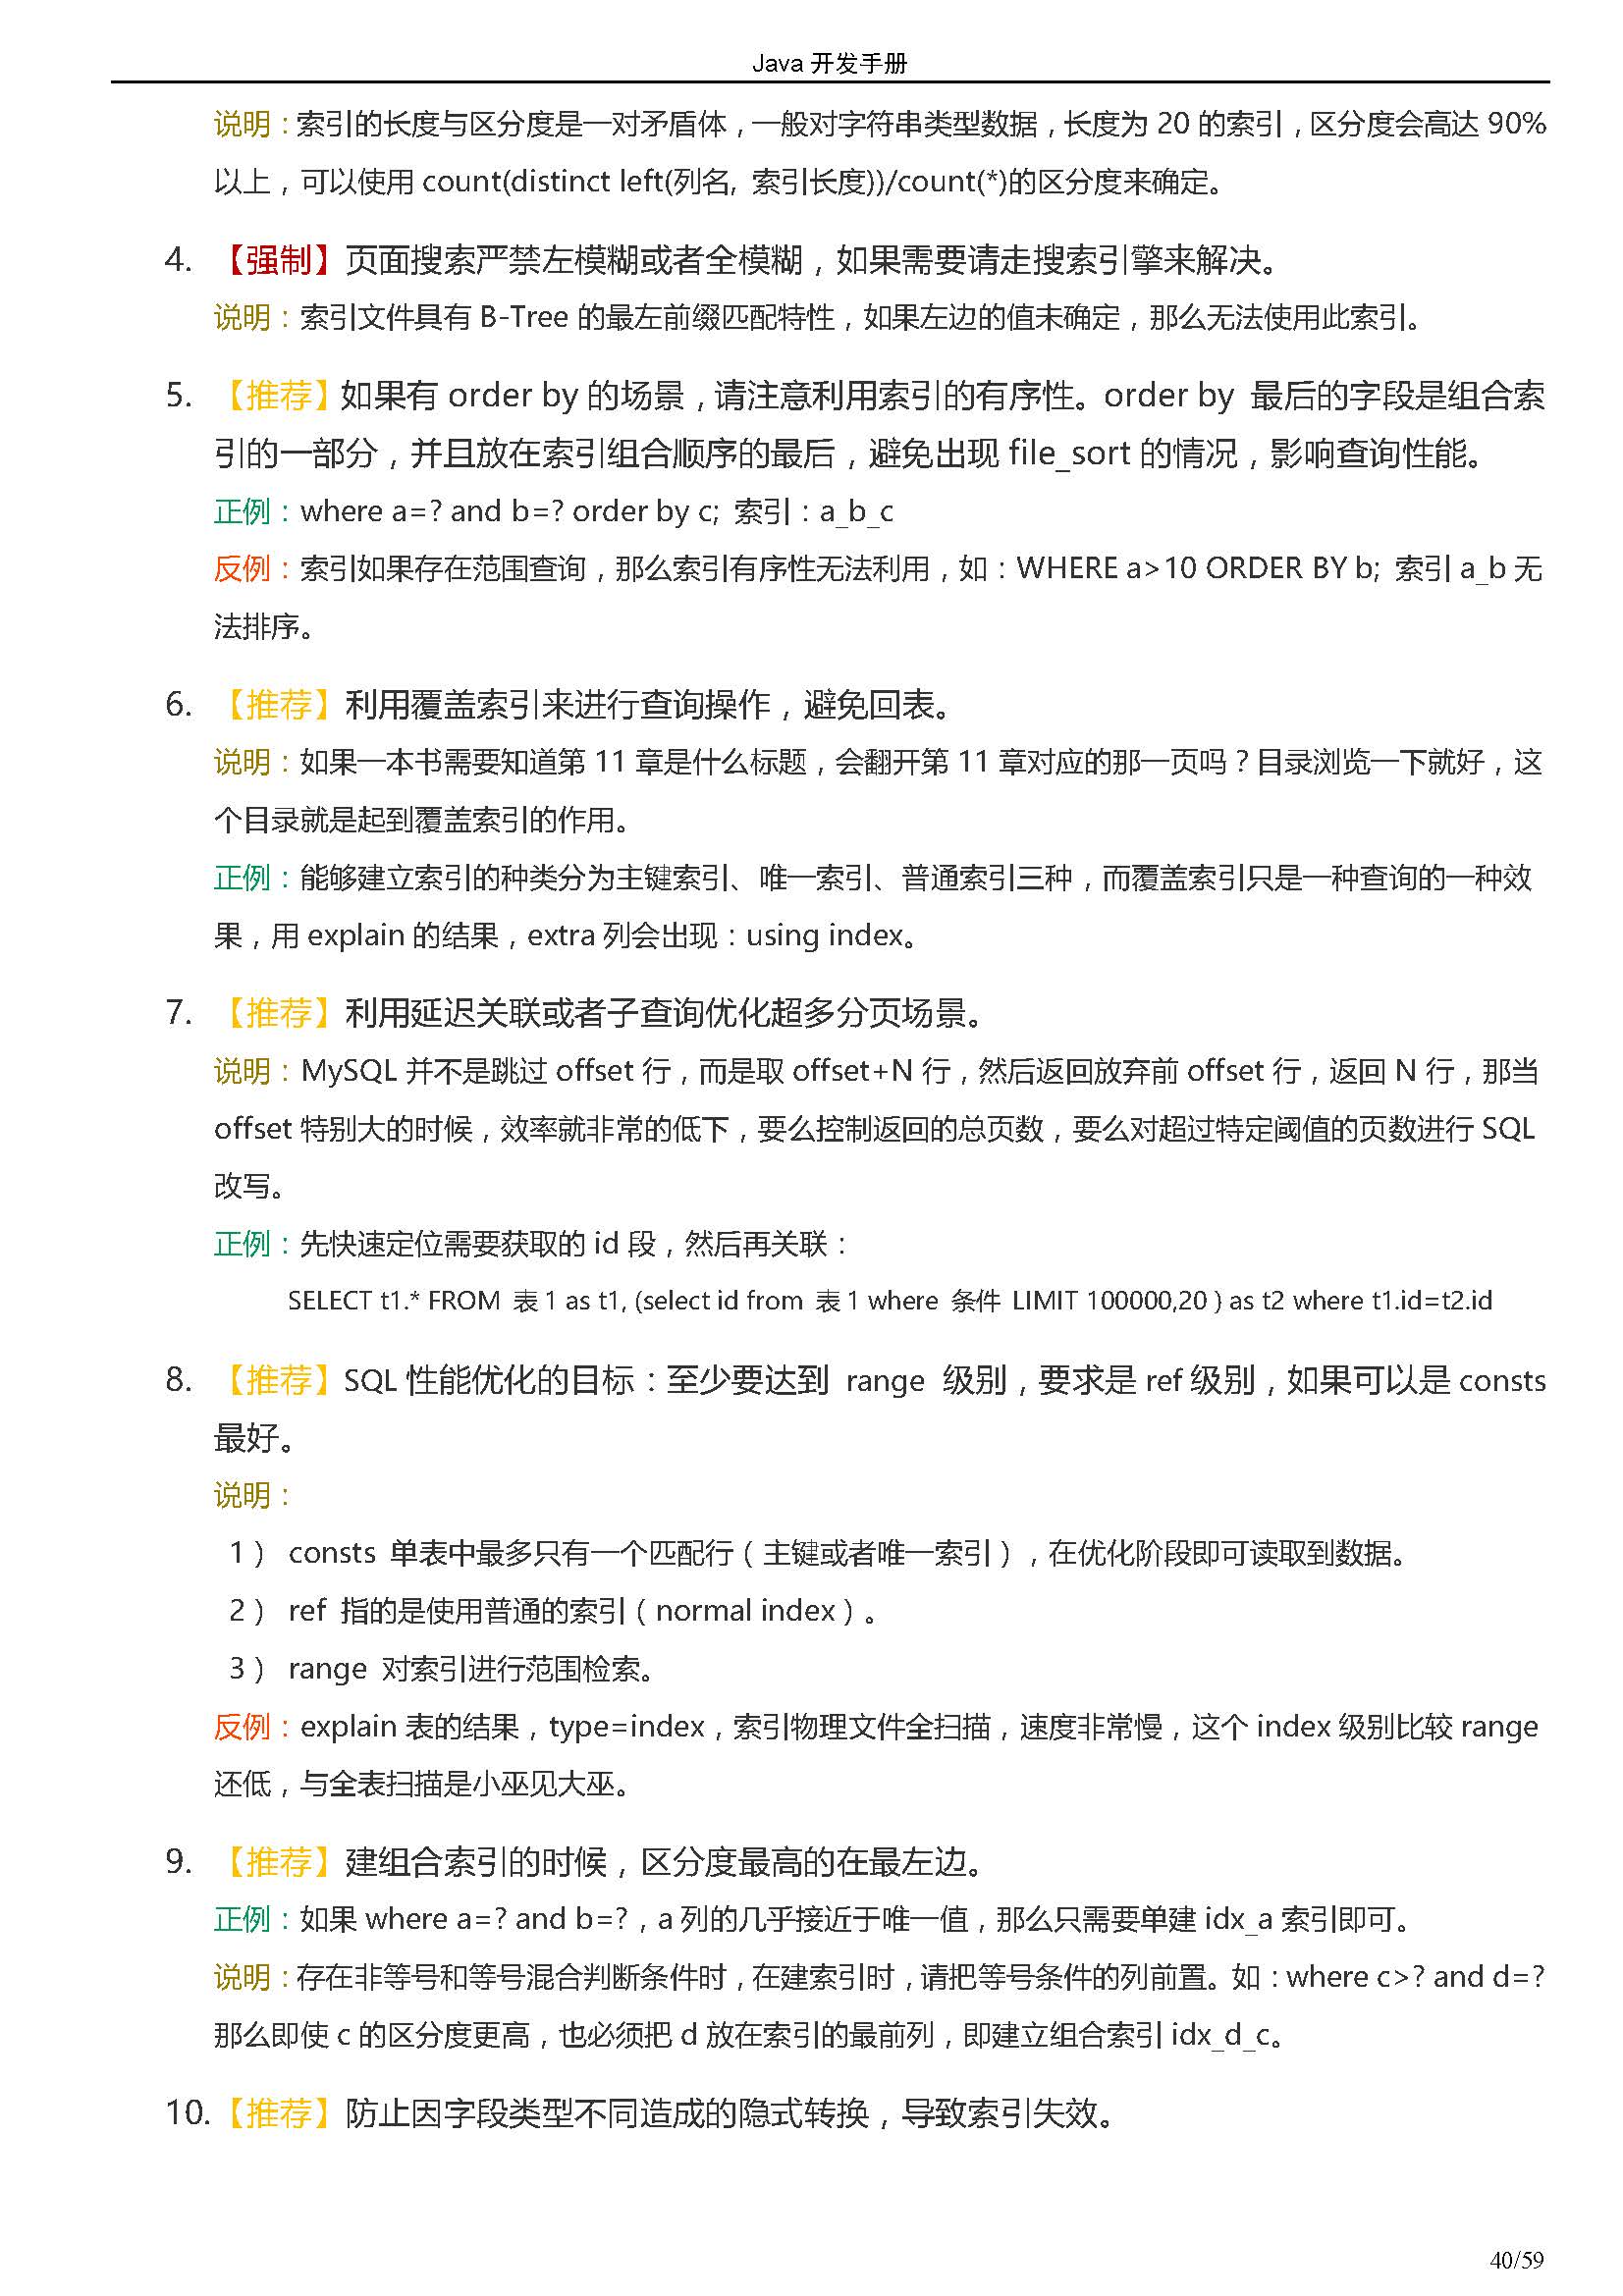 Java 开发手册
说明：索引的长度与区分度是一对矛盾体，一般对字符串类型数据，长度为 20 的索引，区分度会高达 90%
以上，可以使用 count(distinct left(列名, 索引长度))/count(*)的区分度来确定。
4. 【强制】页面搜索严禁左模糊或者全模糊，如果需要请走搜索引擎来解决。
说明：索引文件具有 B-Tree 的最左前缀匹配特性，如果左边的值未确定，那么无法使用此索引。
5. 【推荐】如果有 order by 的场景，请注意利用索引的有序性。order by 最后的字段是组合索
引的一部分，并且放在索引组合顺序的最后，避免出现 file_sort 的情况，影响查询性能。
正例：where a=? and b=? order by c; 索引：a_b_c
反例：索引如果存在范围查询，那么索引有序性无法利用，如：WHERE a>10 ORDER BY b; 索引 a_b 无
法排序。
6. 【推荐】利用覆盖索引来进行查询操作，避免回表。
说明：如果一本书需要知道第 11 章是什么标题，会翻开第 11 章对应的那一页吗？目录浏览一下就好，这
个目录就是起到覆盖索引的作用。
正例：能够建立索引的种类分为主键索引、唯一索引、普通索引三种，而覆盖索引只是一种查询的一种效
果，用 explain 的结果，extra 列会出现：using index。
7. 【推荐】利用延迟关联或者子查询优化超多分页场景。
说明：MySQL 并不是跳过 offset 行，而是取 offset+N 行，然后返回放弃前 offset 行，返回 N 行，那当
offset 特别大的时候，效率就非常的低下，要么控制返回的总页数，要么对超过特定阈值的页数进行 SQL
改写。
正例：先快速定位需要获取的 id 段，然后再关联：
SELECT t1.* FROM 表 1 as t1, (select id from 表 1 where 条件 LIMIT 100000,20 ) as t2 where t1.id=t2.id
8. 【推荐】SQL 性能优化的目标：至少要达到 range 级别，要求是 ref 级别，如果可以是 consts
最好。
说明：
1） consts 单表中最多只有一个匹配行（主键或者唯一索引），在优化阶段即可读取到数据。
2） ref 指的是使用普通的索引（normal index）。
3） range 对索引进行范围检索。
反例：explain 表的结果，type=index，索引物理文件全扫描，速度非常慢，这个 index 级别比较 range
还低，与全表扫描是小巫见大巫。
9. 【推荐】建组合索引的时候，区分度最高的在最左边。
正例：如果 where a=? and b=?，a 列的几乎接近于唯一值，那么只需要单建 idx_a 索引即可。
说明：存在非等号和等号混合判断条件时，在建索引时，请把等号条件的列前置。如：where c>? and d=?
那么即使 c 的区分度更高，也必须把 d 放在索引的最前列，即建立组合索引 idx_d_c。
10.【推荐】防止因字段类型不同造成的隐式转换，导致索引失效。
40/59